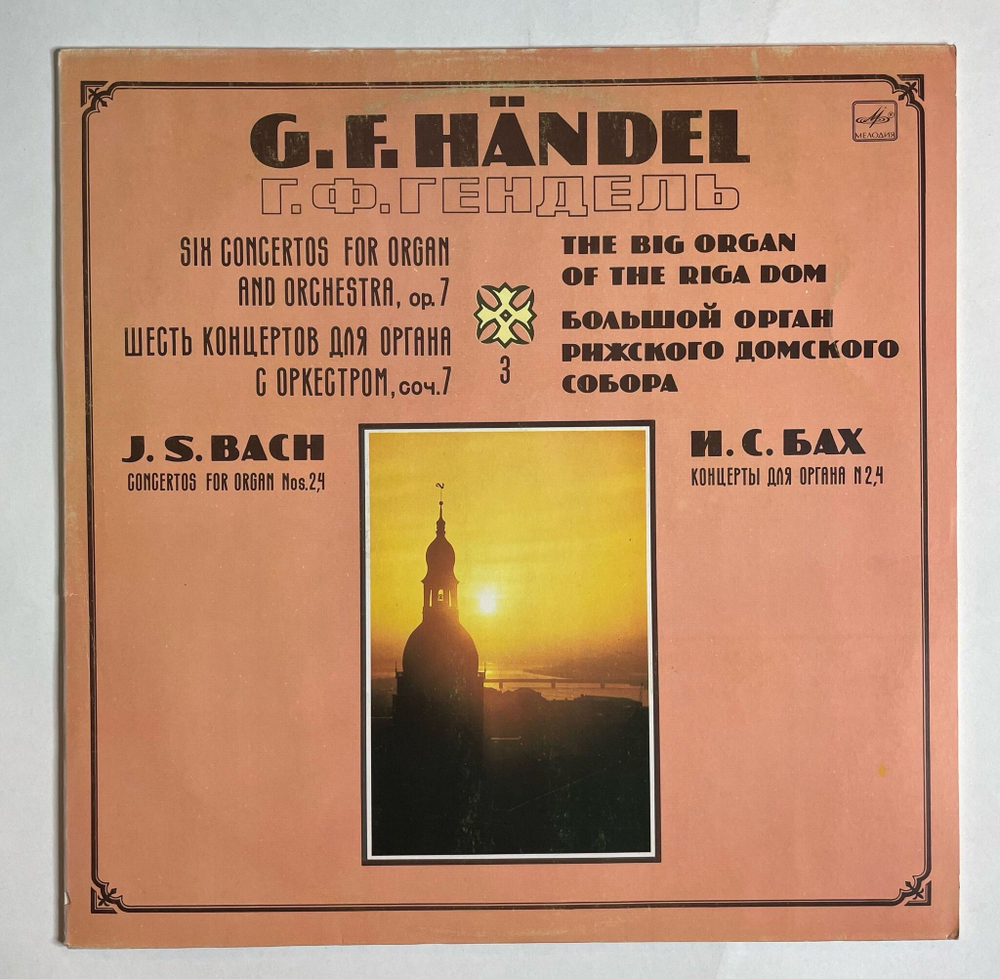 G. F. HÄNDEL
Г.Ф.ГЕНДЕЛЬ
МЕЛОДИЯ
SIX CONCERTOS FOR ORGAN
AND ORCHESTRA, op. 7
ШЕСТЬ КОНЦЕРТОВ ДЛЯ ОРГАНА
С ОРКЕСТРОМ, соч. 7
3
THE BIG ORGAN
OF THE RIGA DOM
БОЛЬШОЙ ОРГАН
РИЖСКОГО ДОМСКОГО
СОБОРА
J. S. BACH
CONCERTOS FOR ORGAN Nos. 2,4
И. С. БАХ
КОНЦЕРТЫ ДЛЯ ОРГАНА N 2,4